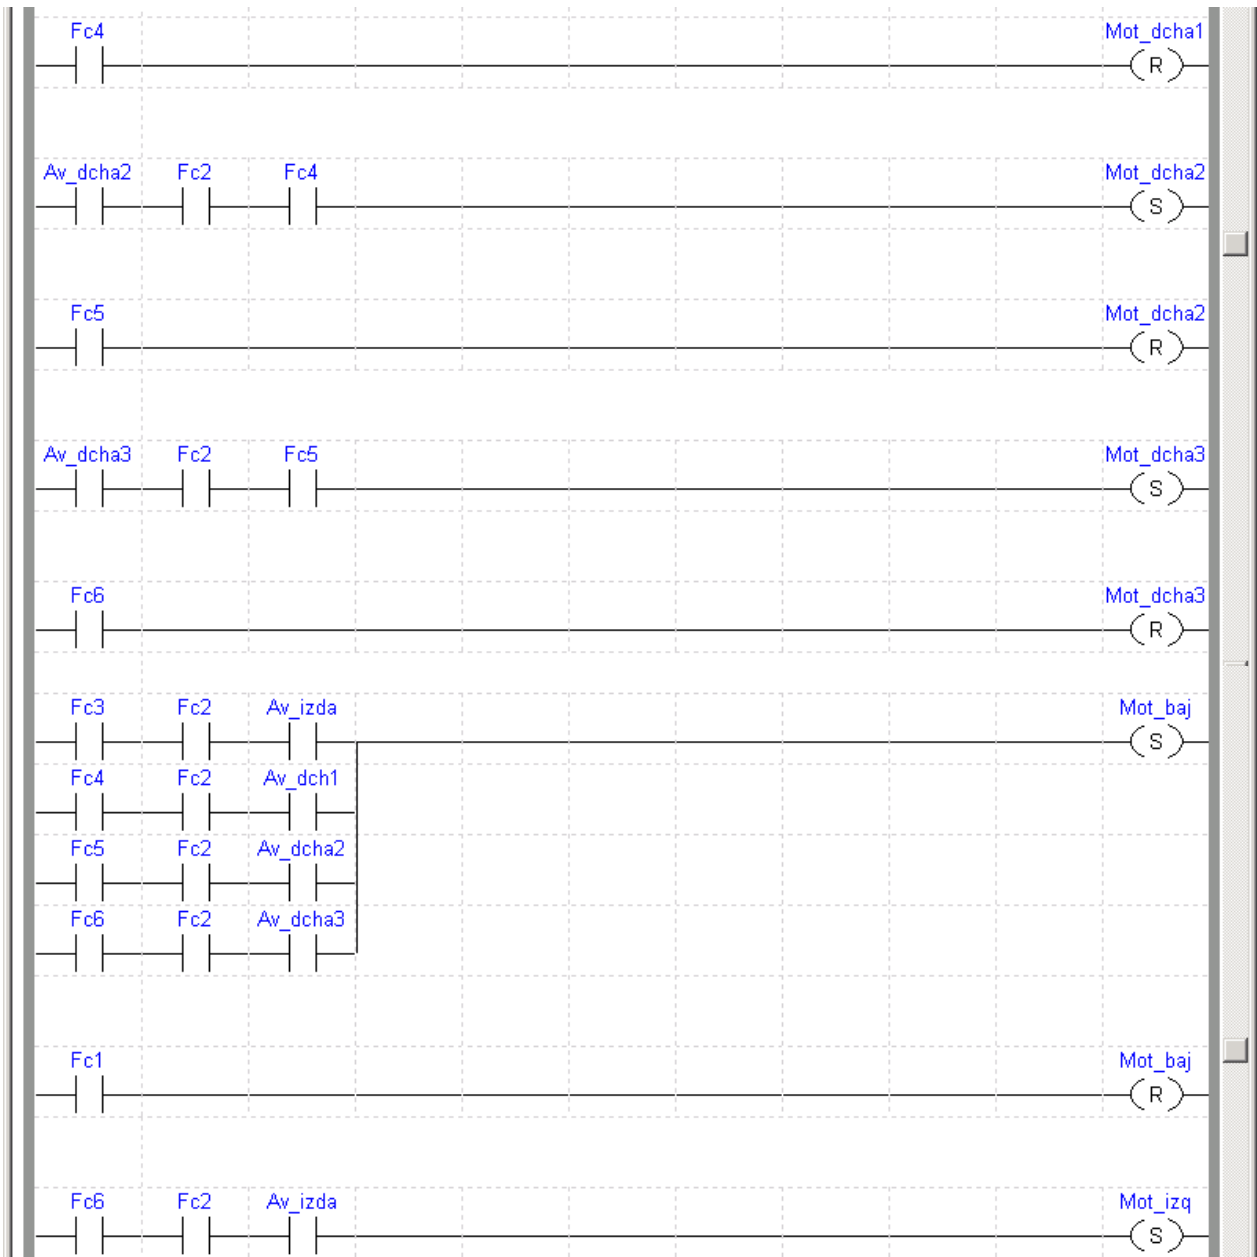 Fc4 Mot_dcha1
R
Av_dcha2 Fc2 Fc4 Mot_dcha2
S
Fc5 Mot_dcha2
R
Av_dcha3 Fc2 Fc5 Mot_dcha3
S
Fc6 Mot_dcha3
R
Fc3 Fc2 Av_izda Mot_baj
S
Fc4 Fc2 Av_dch1
Fc5 Fc2 Av_dcha2
Fc6 Fc2 Av_dcha3
Fc1 Mot_baj
R
Fc6 Fc2 Av_izda Mot_izq
S